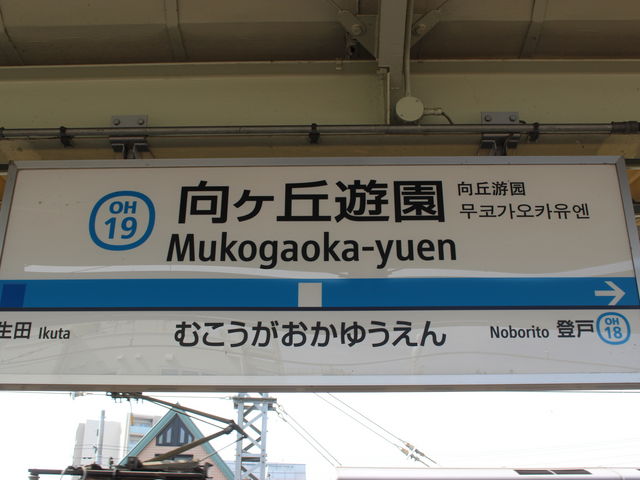 OH
19
向ヶ丘遊園
向丘游园
무코가오카유엔
Mukogaoka-yuen
生田 Ikuta
むこうがおかゆうえん
Noborito 登戸
OH
18